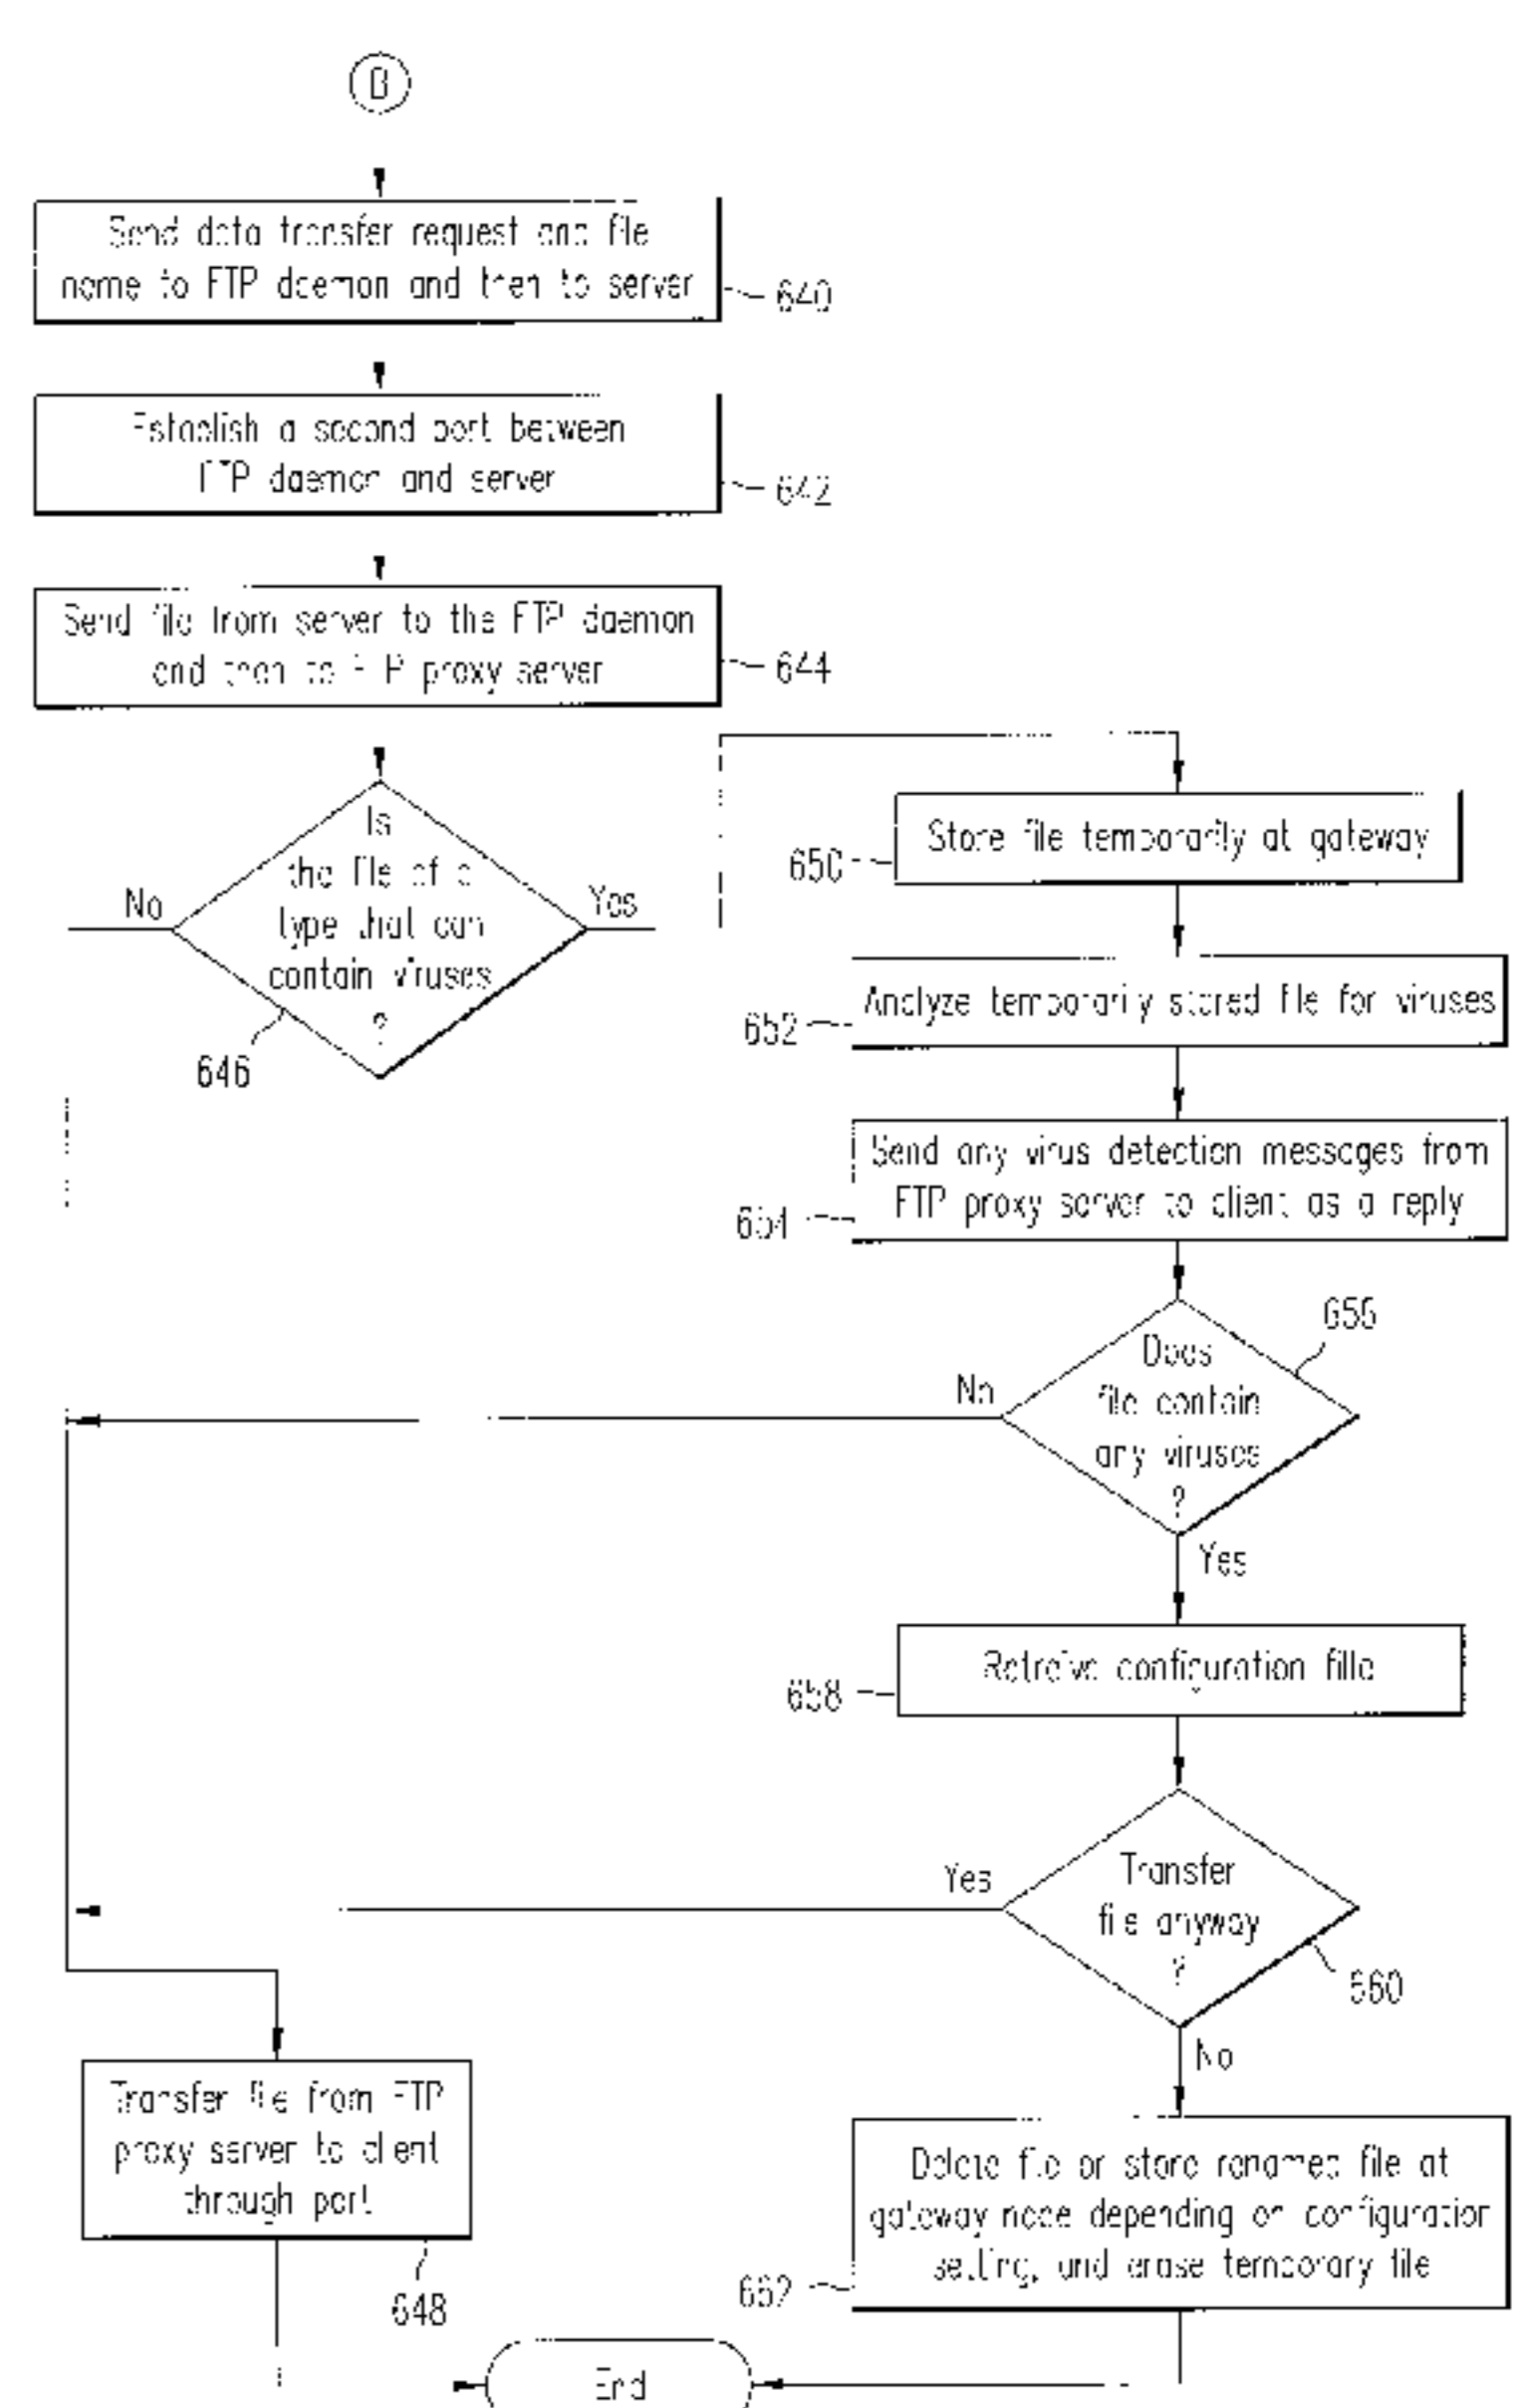 B
Send data transfer request and file
name to FTP daemon and then to server
640
Establish a second port between
FTP daemon and server
642
Send file from server to the FTP daemon
and then to FTP proxy server
644
Is
the file of a
type that can
contain viruses
?
No
Yes
646
Store file temporarily at gateway
650
Analyze temporarily stored file for viruses
652
Send any virus detection messages from
FTP proxy server to client as a reply
654
Does
file contain
any viruses
?
No
Yes
Retreive configuration fille
658
Transfer
file anyway
?
Yes
660
No
Transfer file from FTP
proxy server to client
through port
648
Delete file or store renamed file at
gateway node depending on configuration
setting, and erase temporary file
662
End